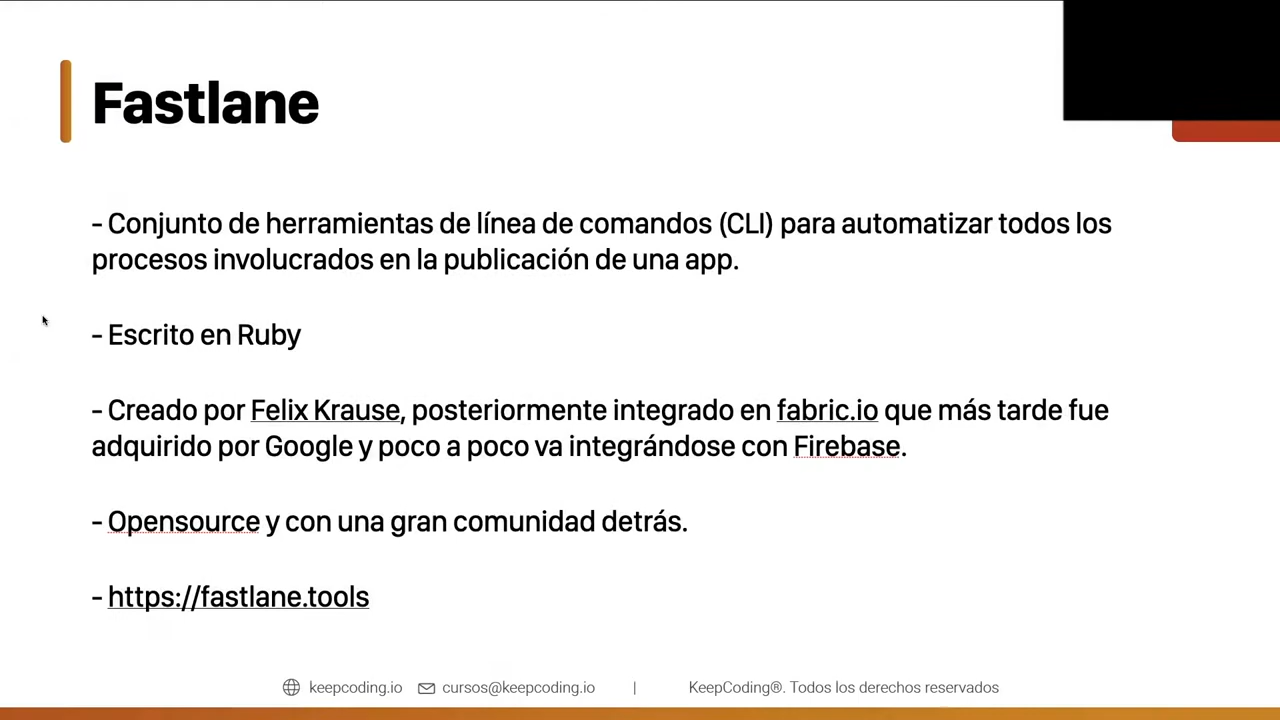 Fastlane
- Conjunto de herramientas de línea de comandos (CLI) para automatizar todos los
procesos involucrados en la publicación de una app.
- Escrito en Ruby
- Creado por Felix Krause, posteriormente integrado en fabric.io que más tarde fue
adquirido por Google y poco a poco va integrándose con Firebase.
- Opensource y con una gran comunidad detrás.
- https://fastlane.tools
keepcoding.io cursos@keepcoding.io | KeepCoding®. Todos los derechos reservados